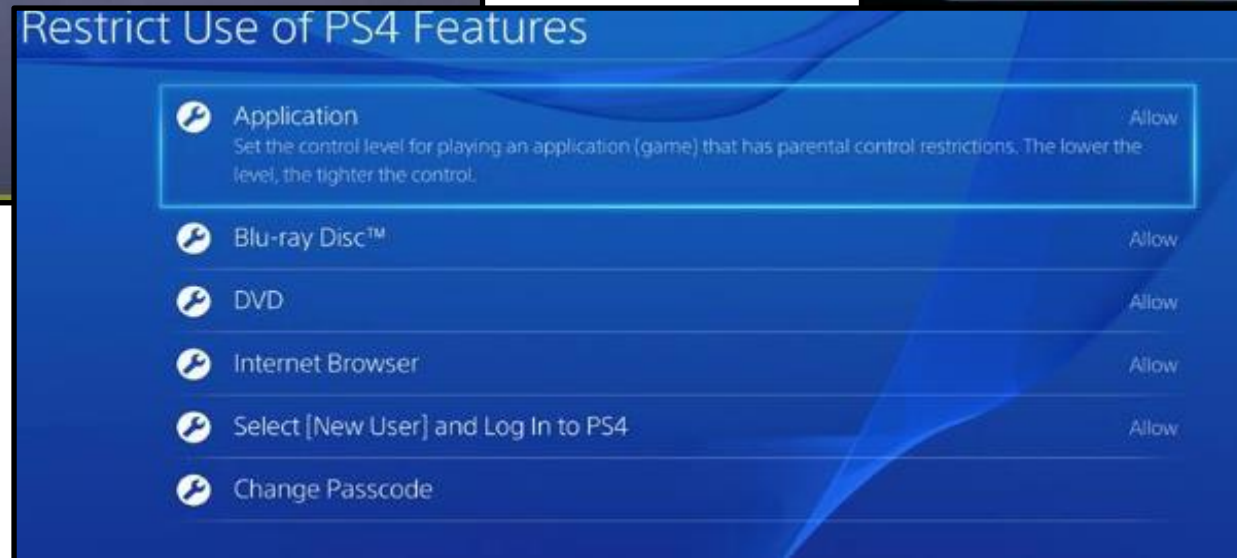 Restrict Use of PS4 Features
Application Allow
Set the control level for playing an application (game) that has parental control restrictions. The lower the
level, the tighter the control.
Blu-ray Disc™ Allow
DVD Allow
Internet Browser Allow
Select [New User] and Log In to PS4 Allow
Change Passcode